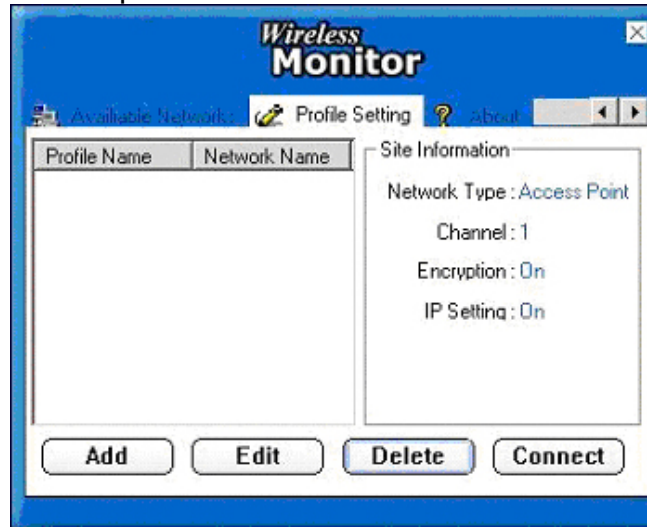 Wireless
Monitor
Availiable Network: Profile Setting ? About
Profile Name Network Name Site Information
Network Type : Access Point
Channel : 1
Encryption : On
IP Setting : On
Add Edit Delete Connect